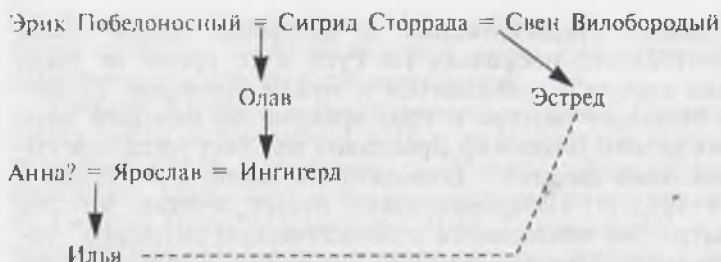 Эрик Победоносный = Сигрид Сторрада = Свен Вилобородый
Олав Эстред
Анна? = Ярослав = Ингигерд
Илья